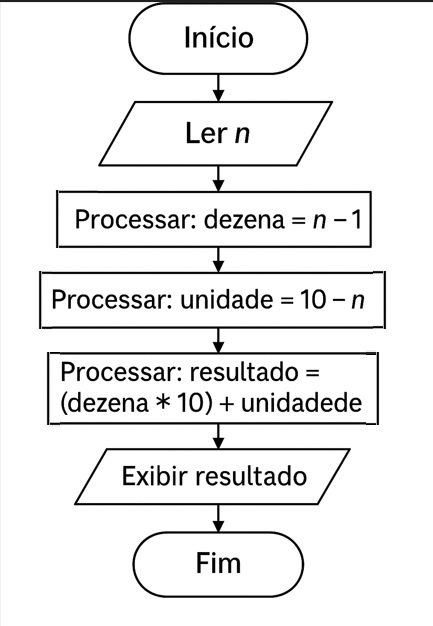 Início
Ler n
Processar: dezena = n – 1
Processar: unidade = 10 – n
Processar: resultado =
(dezena * 10) + unidadede
Exibir resultado
Fim